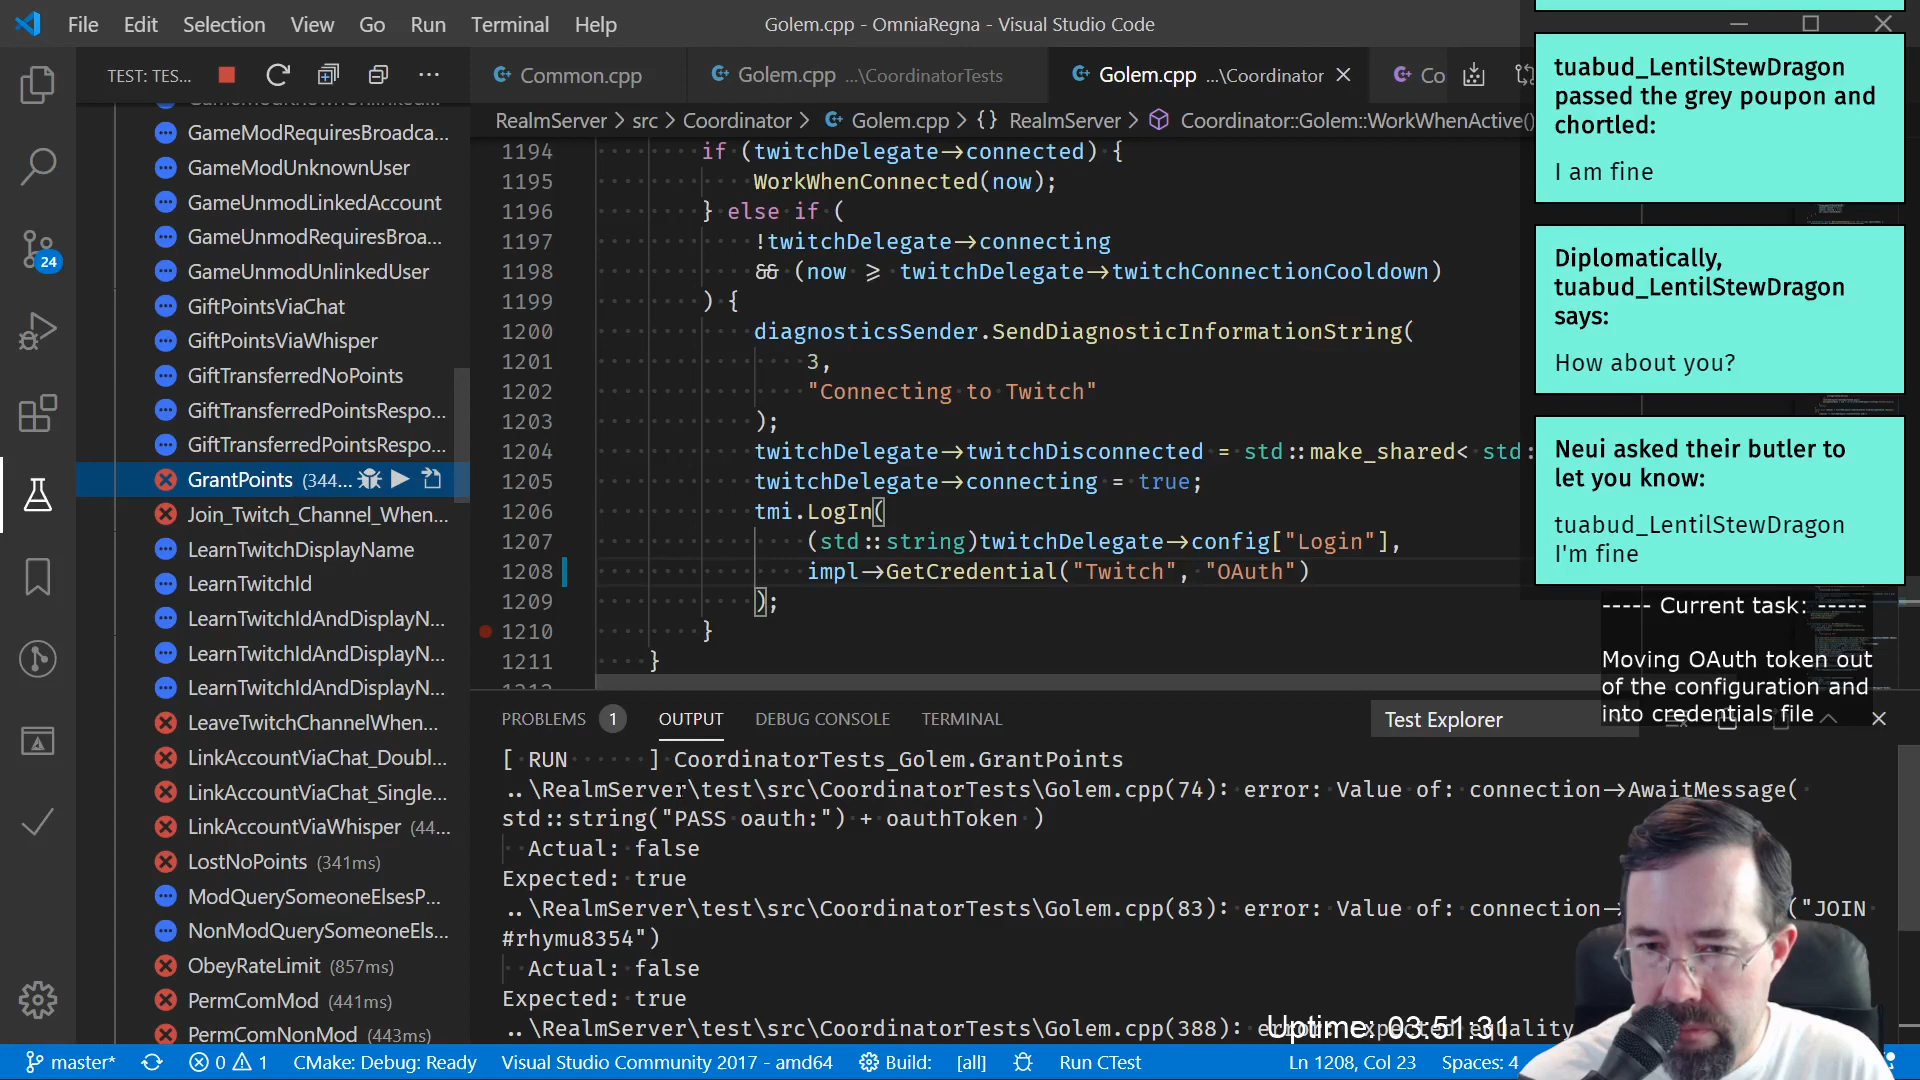 File Edit Selection View Go Run Terminal Help
Golem.cpp - OmniaRegna - Visual Studio Code
TEST: TES...
Common.cpp
Golem.cpp ...\CoordinatorTests
Golem.cpp ...\Coordinator
Co
RealmServer > src > Coordinator > Golem.cpp > {} RealmServer > Coordinator::Golem::WorkWhenActive()
GameModRequiresBroadca...
GameModUnknownUser
GameUnmodLinkedAccount
GameUnmodRequiresBroa...
GameUnmodUnlinkedUser
GiftPointsViaChat
GiftPointsViaWhisper
GiftTransferredNoPoints
GiftTransferredPointsRespo...
GiftTransferredPointsRespo...
GrantPoints (344...
Join_Twitch_Channel_When...
LearnTwitchDisplayName
LearnTwitchId
LearnTwitchIdAndDisplayN...
LearnTwitchIdAndDisplayN...
LearnTwitchIdAndDisplayN...
LeaveTwitchChannelWhen...
LinkAccountViaChat_Doubl...
LinkAccountViaChat_Single...
LinkAccountViaWhisper (44...
LostNoPoints (341ms)
ModQuerySomeoneElsesP...
NonModQuerySomeoneEls...
ObeyRateLimit (857ms)
PermComMod (441ms)
PermComNonMod (443ms)
24
1194 if (twitchDelegate->connected) {
1195 WorkWhenConnected(now);
1196 } else if (
1197 !twitchDelegate->connecting
1198 && (now >= twitchDelegate->twitchConnectionCooldown)
1199 ) {
1200 diagnosticsSender.SendDiagnosticInformationString(
1201 3,
1202 "Connecting to Twitch"
1203 );
1204 twitchDelegate->twitchDisconnected = std::make_shared< std::
1205 twitchDelegate->connecting = true;
1206 tmi.LogIn(
1207 (std::string)twitchDelegate->config["Login"],
1208 impl->GetCredential("Twitch", "OAuth")
1209 );
1210 }
1211 }
1212
tuabud_LentilStewDragon
passed the grey poupon and
chortled:
I am fine
Diplomatically,
tuabud_LentilStewDragon
says:
How about you?
Neui asked their butler to
let you know:
tuabud_LentilStewDragon
I'm fine
----- Current task: -----
Moving OAuth token out
of the configuration and
into credentials file
PROBLEMS 1 OUTPUT DEBUG CONSOLE TERMINAL
Test Explorer
[ RUN      ] CoordinatorTests_Golem.GrantPoints
..\RealmServer\test\src\CoordinatorTests\Golem.cpp(74): error: Value of: connection->AwaitMessage(
std::string("PASS oauth:") + oauthToken )
Actual: false
Expected: true
..\RealmServer\test\src\CoordinatorTests\Golem.cpp(83): error: Value of: connection-> ("JOIN
#rhymu8354")
Actual: false
Expected: true
..\RealmServer\test\src\CoordinatorTests\Golem.cpp(388): error: Expected equality
Uptime: 03:51:31
master* 0 1 CMake: Debug: Ready Visual Studio Community 2017 - amd64 Build: [all] Run CTest Ln 1208, Col 23 Spaces: 4